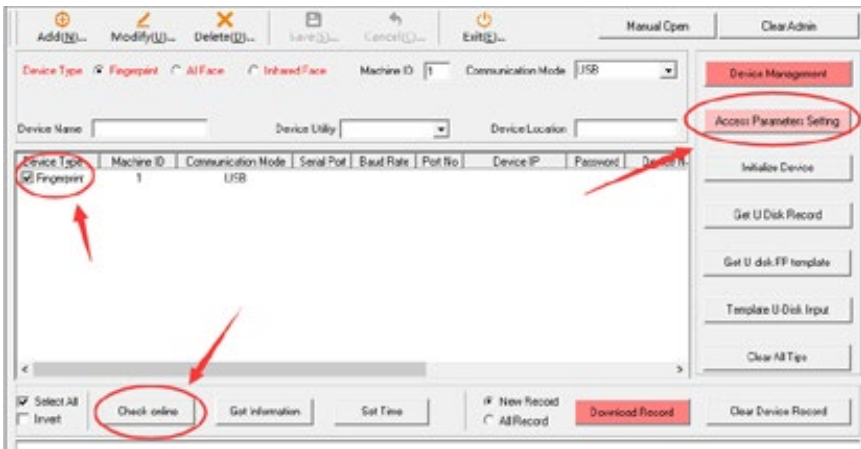 Add(N)... Modify(U)... Delete(D)... Save(S)... Cancel(C)... Exit(E)... Manual Open Clear Admin
Device Type Fingerprint AI Face Infrared Face Machine ID 1 Communication Mode USB Device Management
Device Name Device Utiliy Device Location Access Parameters Setting
Device Type Machine ID Communication Mode Serial Port Baud Rate Port No Device IP Password Device N
Fingerprint 1 USB
Initialize Device
Get U Disk Record
Get U disk FP template
Template U-Disk Input
Clear All Tips
Select All Check online Get Information Set Time New Record Download Record Clear Device Record
Invert All Record